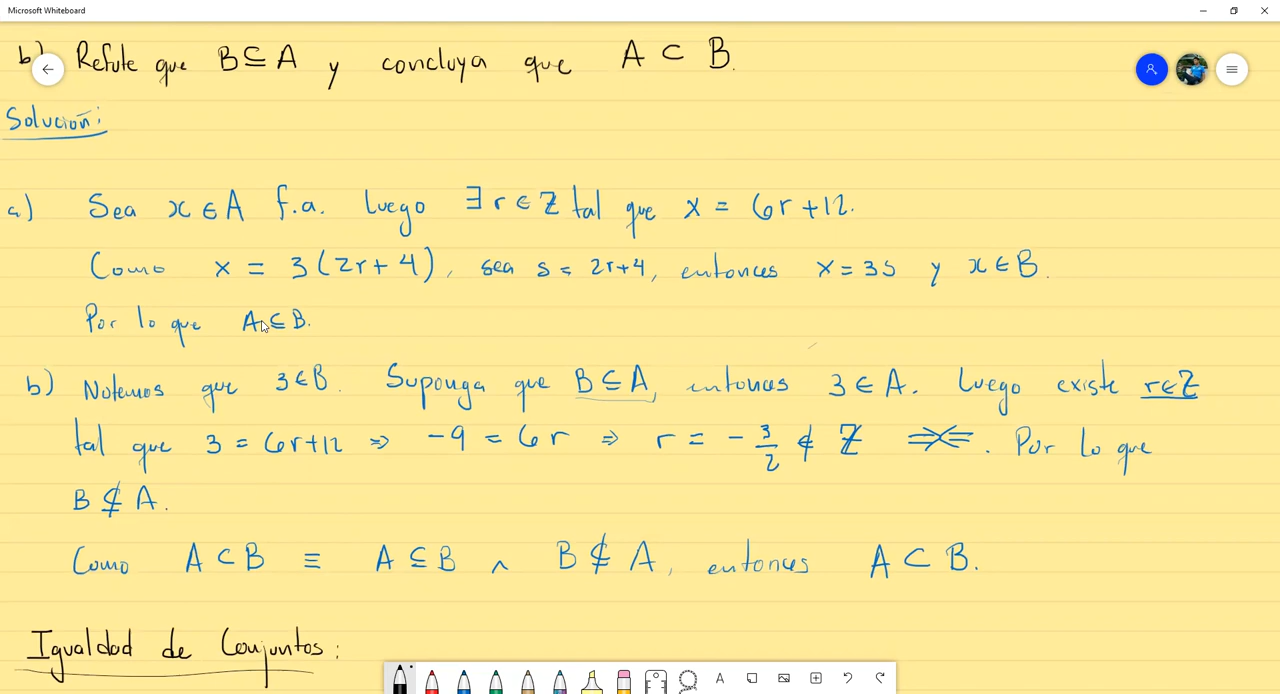 Microsoft Whiteboard
b) Refute que B ⊆ A y concluya que A ⊂ B.
Solución:
a) Sea x ∈ A f.a. luego ∃ r ∈ ℤ tal que x = 6r + 12.
Como x = 3(2r + 4), sea s = 2r + 4, entonces x = 3s y x ∈ B.
Por lo que A ⊆ B.
b) Notemos que 3 ∈ B. Suponga que B ⊆ A, entonces 3 ∈ A. Luego existe r ∈ ℤ
tal que 3 = 6r + 12 ⇒ -9 = 6r ⇒ r = -3/2 ∉ ℤ ⇒⇐. Por lo que
B ⊈ A.
Como A ⊂ B ≡ A ⊆ B ∧ B ⊈ A, entonces A ⊂ B.
Igualdad de Conjuntos: